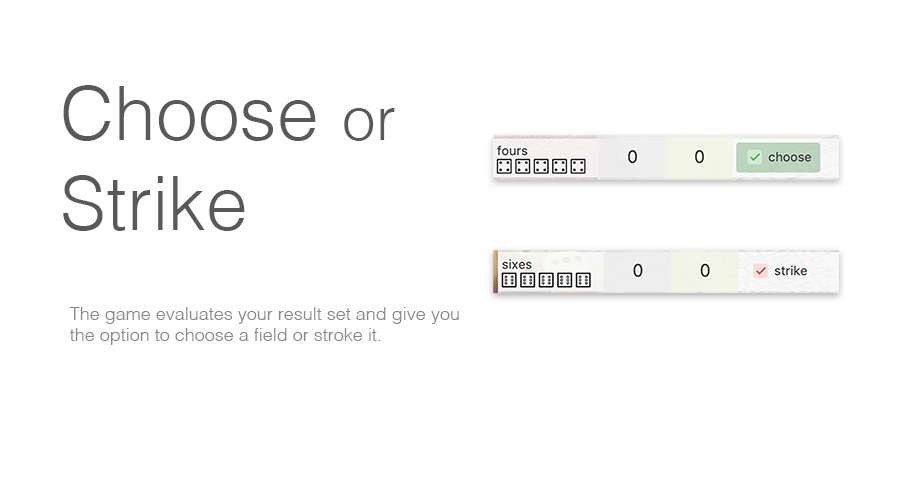 Choose or
Strike
The game evaluates your result set and give you
the option to choose a field or stroke it.
fours
0 0 choose
sixes
0 0 strike